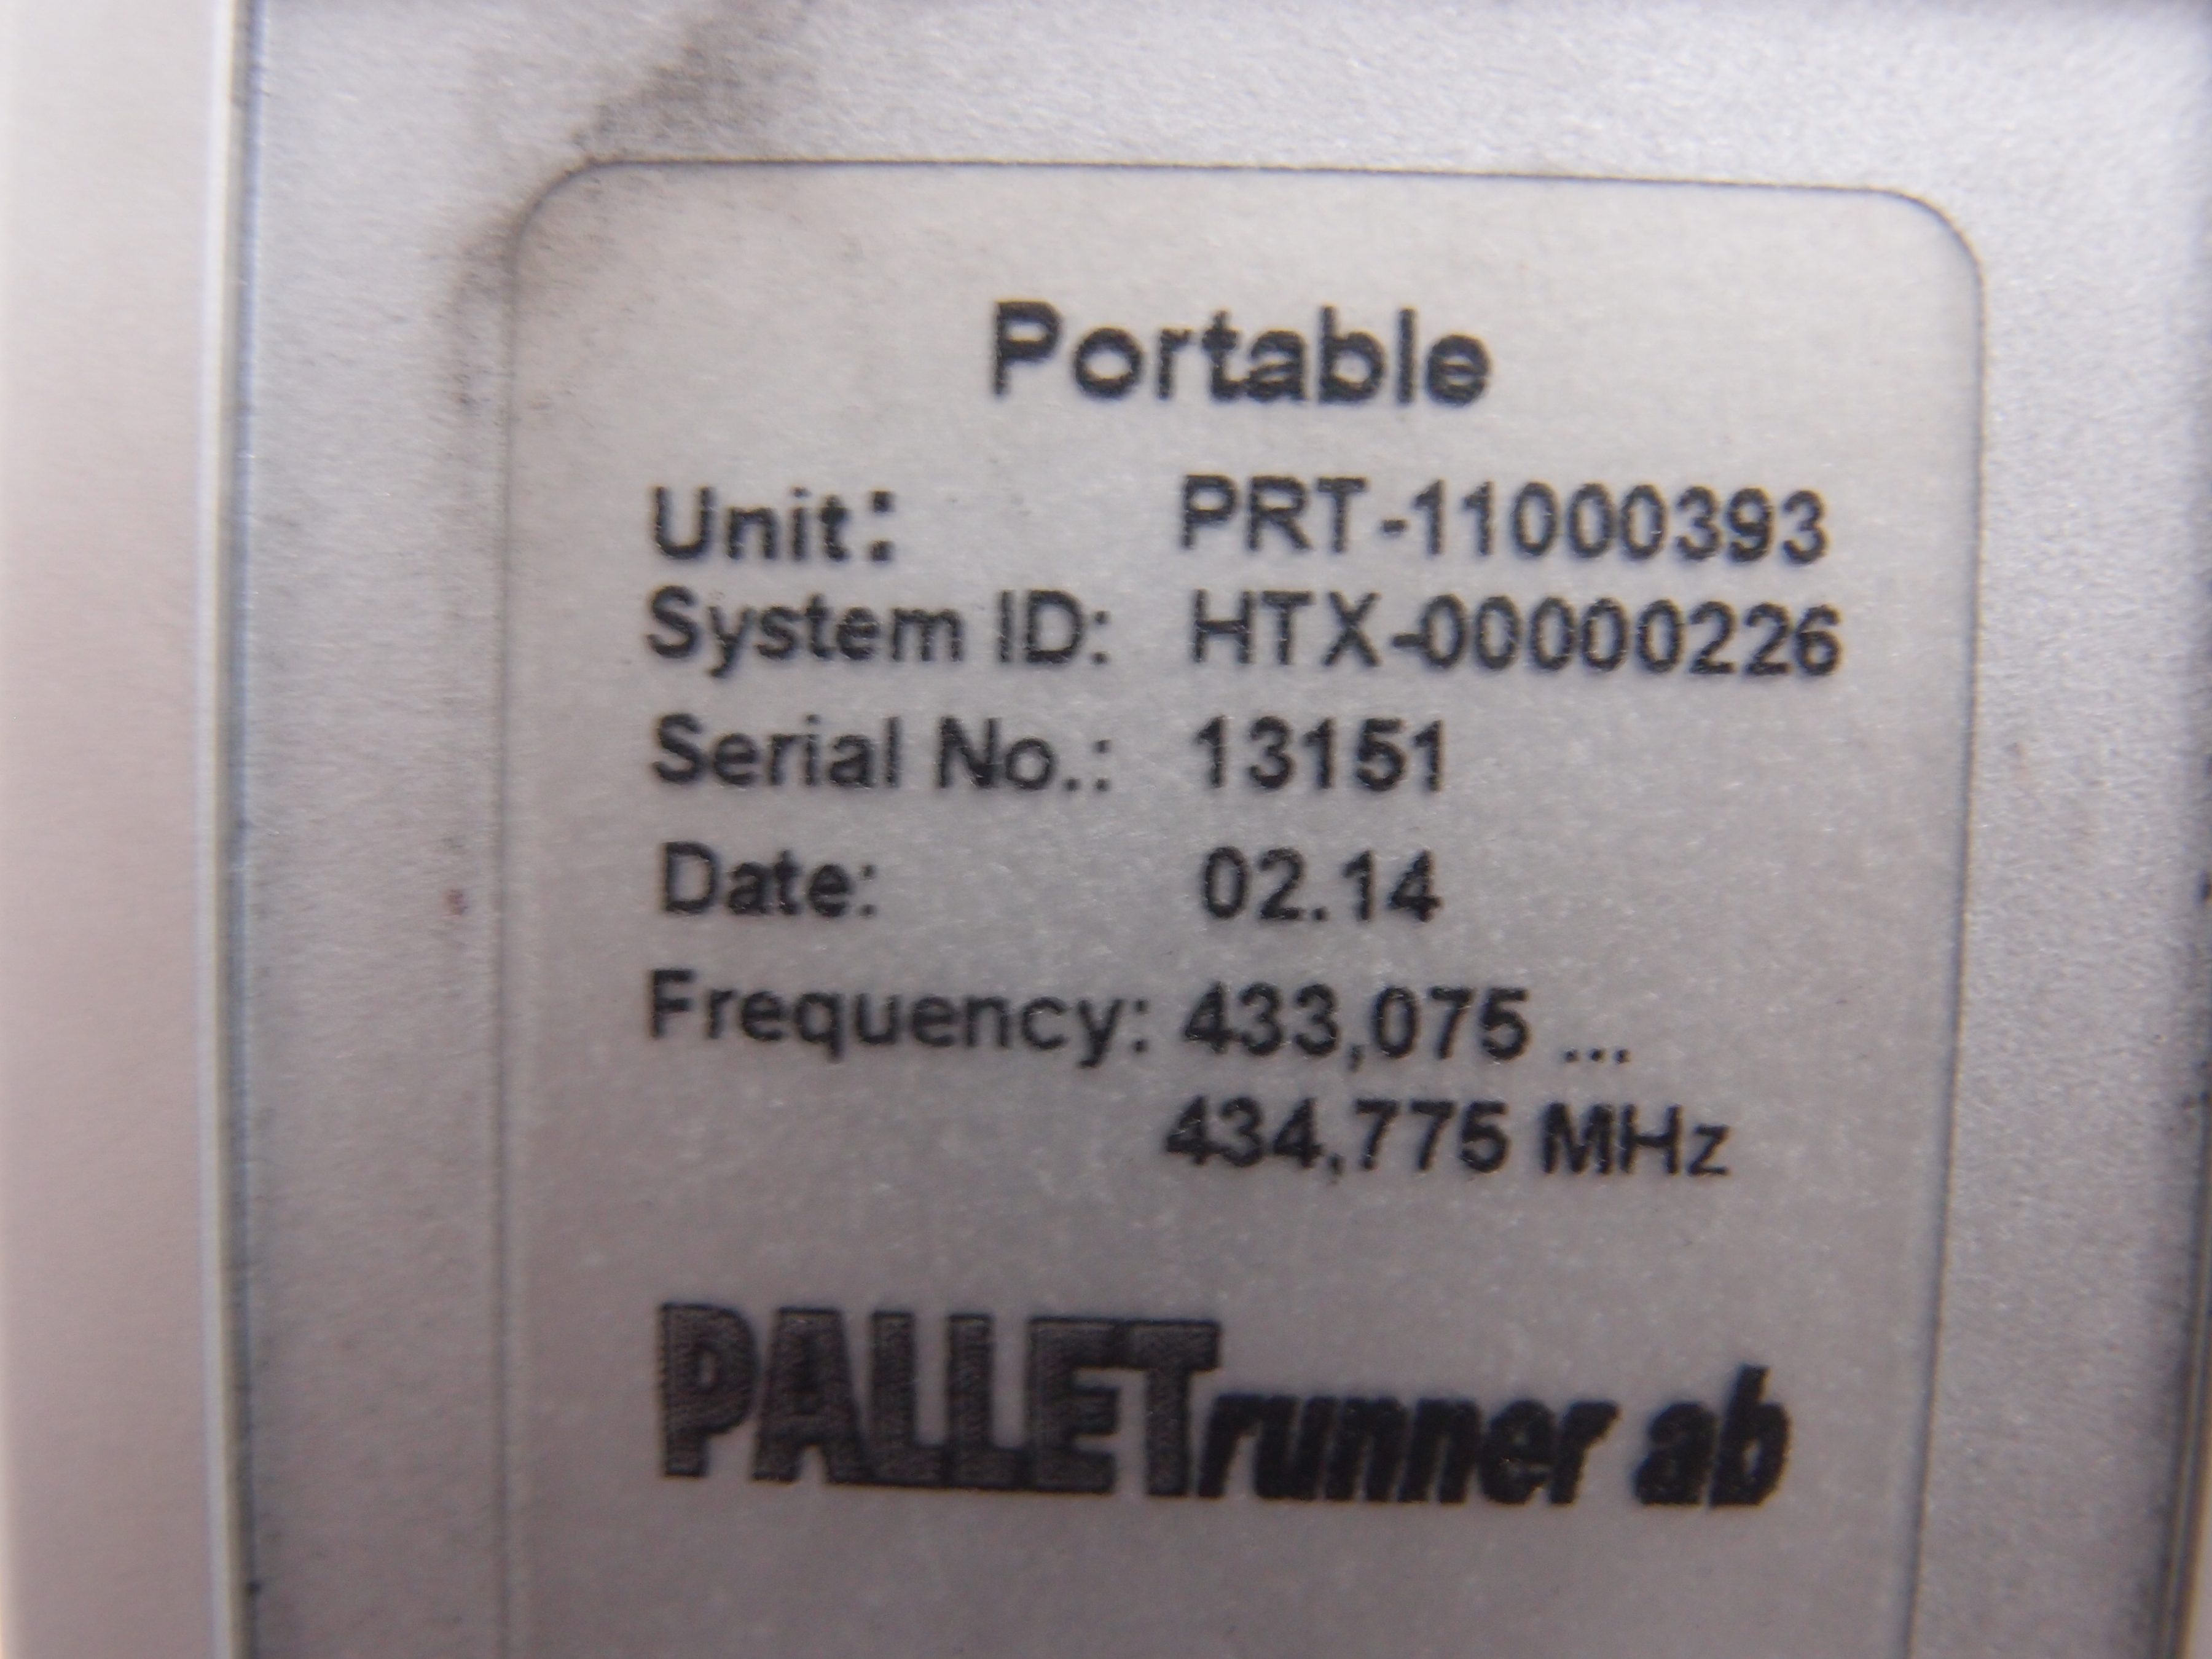 Portable
Unit: PRT-11000393
System ID: HTX-00000226
Serial No.: 13151
Date: 02.14
Frequency: 433,075 ...
434,775 MHz
PALLETrunner ab